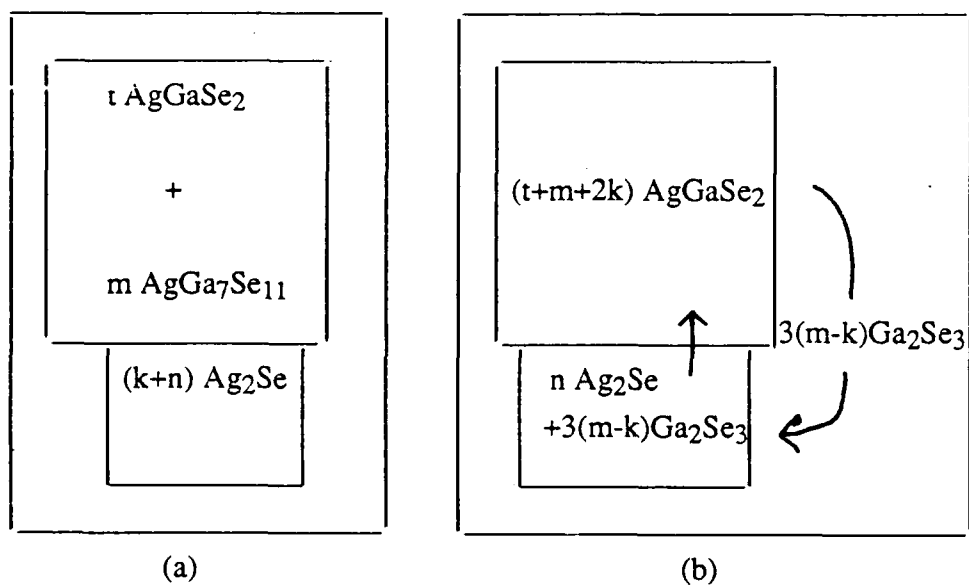 t AgGaSe₂
+
m AgGa₇Se₁₁
(k+n) Ag₂Se
(a)
(t+m+2k) AgGaSe₂
3(m-k)Ga₂Se₃
n Ag₂Se
+3(m-k)Ga₂Se₃
(b)